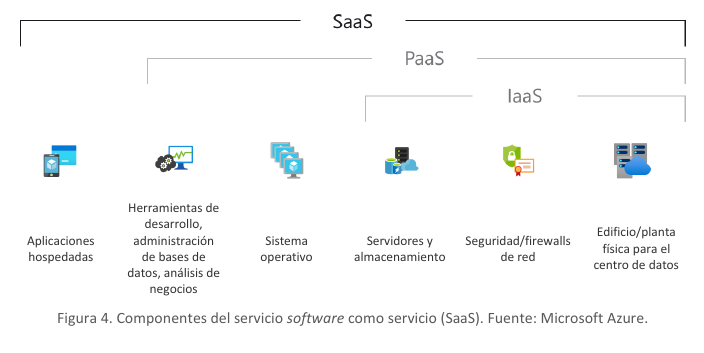 SaaS
PaaS
IaaS
Aplicaciones
hospedadas
Herramientas de
desarrollo,
administración
de bases de
datos, análisis de
negocios
Sistema
operativo
Servidores y
almacenamiento
Seguridad/firewalls
de red
Edificio/planta
física para el
centro de datos
Figura 4. Componentes del servicio software como servicio (SaaS). Fuente: Microsoft Azure.